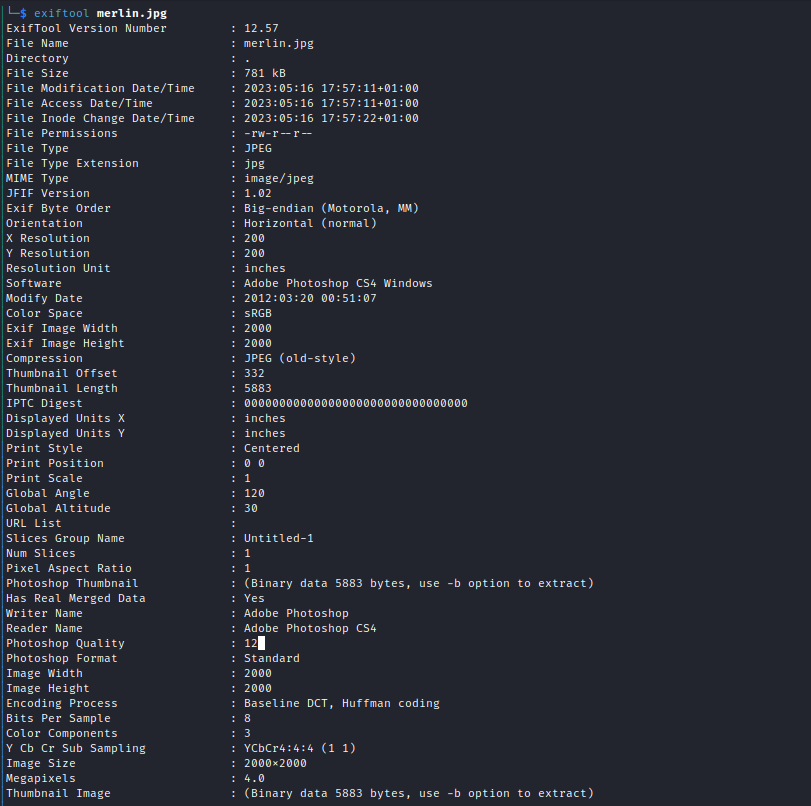 └─$ exiftool merlin.jpg
ExifTool Version Number : 12.57
File Name : merlin.jpg
Directory : .
File Size : 781 kB
File Modification Date/Time : 2023:05:16 17:57:11+01:00
File Access Date/Time : 2023:05:16 17:57:11+01:00
File Inode Change Date/Time : 2023:05:16 17:57:22+01:00
File Permissions : -rw-r--r--
File Type : JPEG
File Type Extension : jpg
MIME Type : image/jpeg
JFIF Version : 1.02
Exif Byte Order : Big-endian (Motorola, MM)
Orientation : Horizontal (normal)
X Resolution : 200
Y Resolution : 200
Resolution Unit : inches
Software : Adobe Photoshop CS4 Windows
Modify Date : 2012:03:20 00:51:07
Color Space : sRGB
Exif Image Width : 2000
Exif Image Height : 2000
Compression : JPEG (old-style)
Thumbnail Offset : 332
Thumbnail Length : 5883
IPTC Digest : 00000000000000000000000000000000
Displayed Units X : inches
Displayed Units Y : inches
Print Style : Centered
Print Position : 0 0
Print Scale : 1
Global Angle : 120
Global Altitude : 30
URL List :
Slices Group Name : Untitled-1
Num Slices : 1
Pixel Aspect Ratio : 1
Photoshop Thumbnail : (Binary data 5883 bytes, use -b option to extract)
Has Real Merged Data : Yes
Writer Name : Adobe Photoshop
Reader Name : Adobe Photoshop CS4
Photoshop Quality : 12
Photoshop Format : Standard
Image Width : 2000
Image Height : 2000
Encoding Process : Baseline DCT, Huffman coding
Bits Per Sample : 8
Color Components : 3
Y Cb Cr Sub Sampling : YCbCr4:4:4 (1 1)
Image Size : 2000×2000
Megapixels : 4.0
Thumbnail Image : (Binary data 5883 bytes, use -b option to extract)